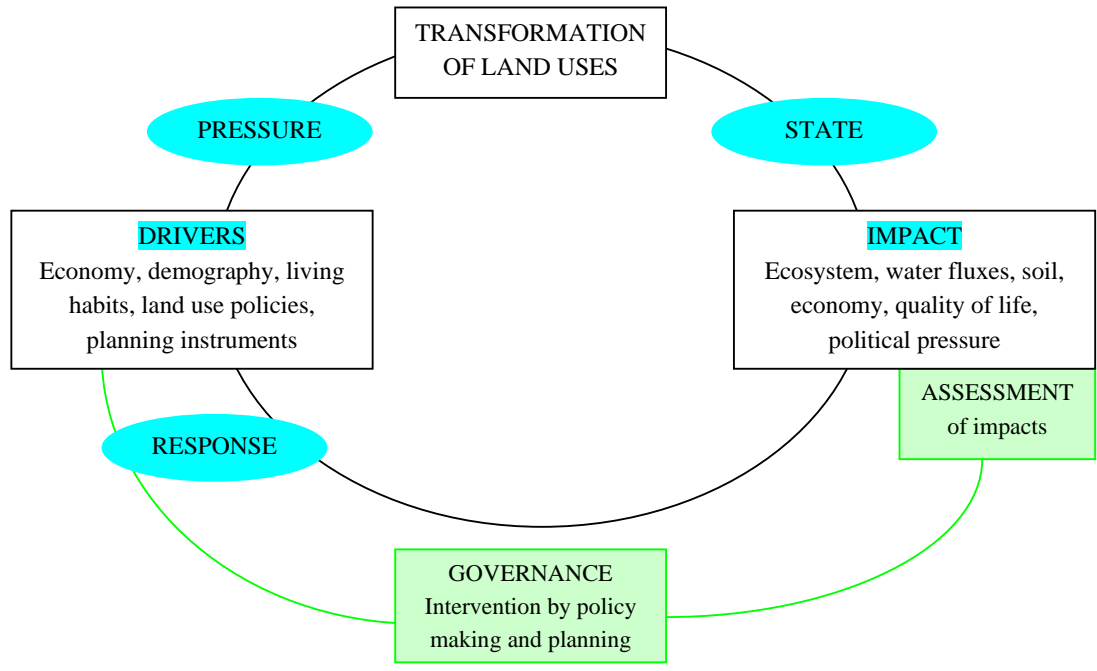 TRANSFORMATION
OF LAND USES
PRESSURE
STATE
DRIVERS
Economy, demography, living
habits, land use policies,
planning instruments
IMPACT
Ecosystem, water fluxes, soil,
economy, quality of life,
political pressure
ASSESSMENT
of impacts
RESPONSE
GOVERNANCE
Intervention by policy
making and planning